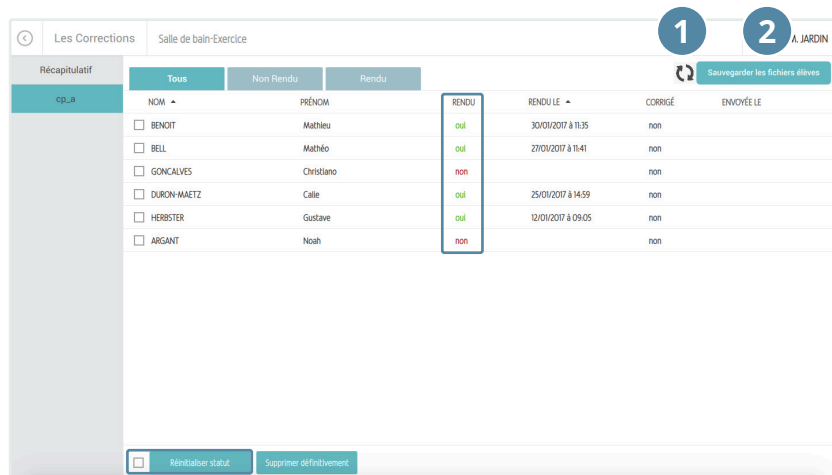 1 2
Les Corrections Salle de bain-Exercice M. JARDIN
Récapitulatif
cp_a
Tous Non Rendu Rendu Sauvegarder les fichiers élèves
NOM PRÉNOM RENDU RENDU LE CORRIGÉ ENVOYÉE LE
BENOIT Mathieu oui 30/01/2017 à 11:35 non
BELL Mathéo oui 27/01/2017 à 11:41 non
GONCALVES Christiano non non
DURON-MAETZ Calie oui 25/01/2017 à 14:59 non
HERBSTER Gustave oui 12/01/2017 à 09:05 non
ARGANT Noah non non
Réinitialiser statut Supprimer définitivement